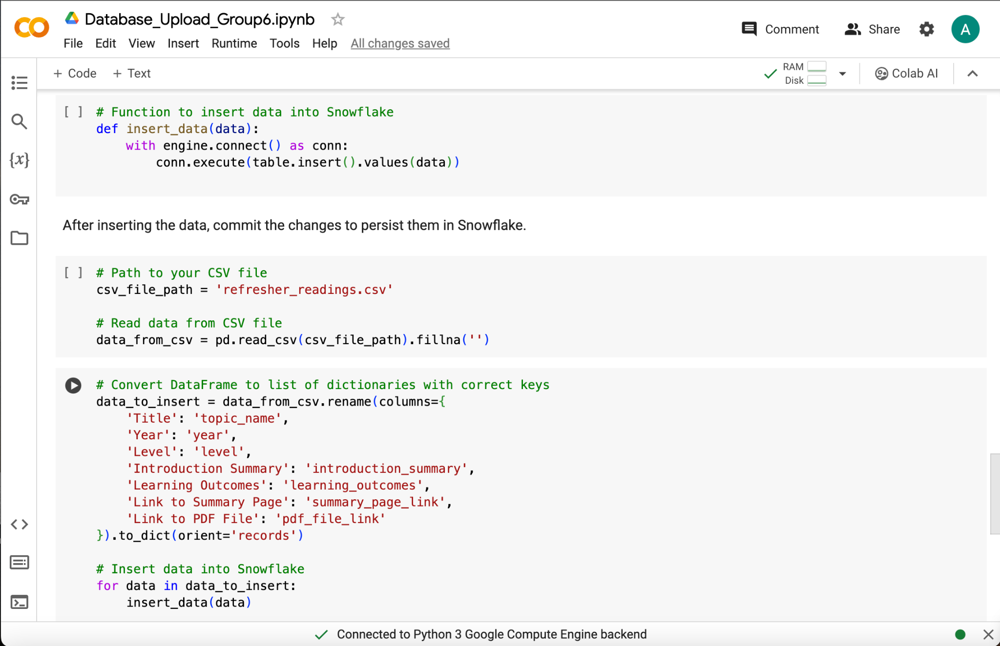 Database_Upload_Group6.ipynb
Comment
Share
A
File Edit View Insert Runtime Tools Help All changes saved
+ Code + Text
RAM
Disk
Colab AI
[ ] # Function to insert data into Snowflake
def insert_data(data):
    with engine.connect() as conn:
        conn.execute(table.insert().values(data))
{x}
After inserting the data, commit the changes to persist them in Snowflake.
[ ] # Path to your CSV file
csv_file_path = 'refresher_readings.csv'
# Read data from CSV file
data_from_csv = pd.read_csv(csv_file_path).fillna('')
# Convert DataFrame to list of dictionaries with correct keys
data_to_insert = data_from_csv.rename(columns={
    'Title': 'topic_name',
    'Year': 'year',
    'Level': 'level',
    'Introduction Summary': 'introduction_summary',
    'Learning Outcomes': 'learning_outcomes',
    'Link to Summary Page': 'summary_page_link',
    'Link to PDF File': 'pdf_file_link'
}).to_dict(orient='records')
# Insert data into Snowflake
for data in data_to_insert:
    insert_data(data)
Connected to Python 3 Google Compute Engine backend